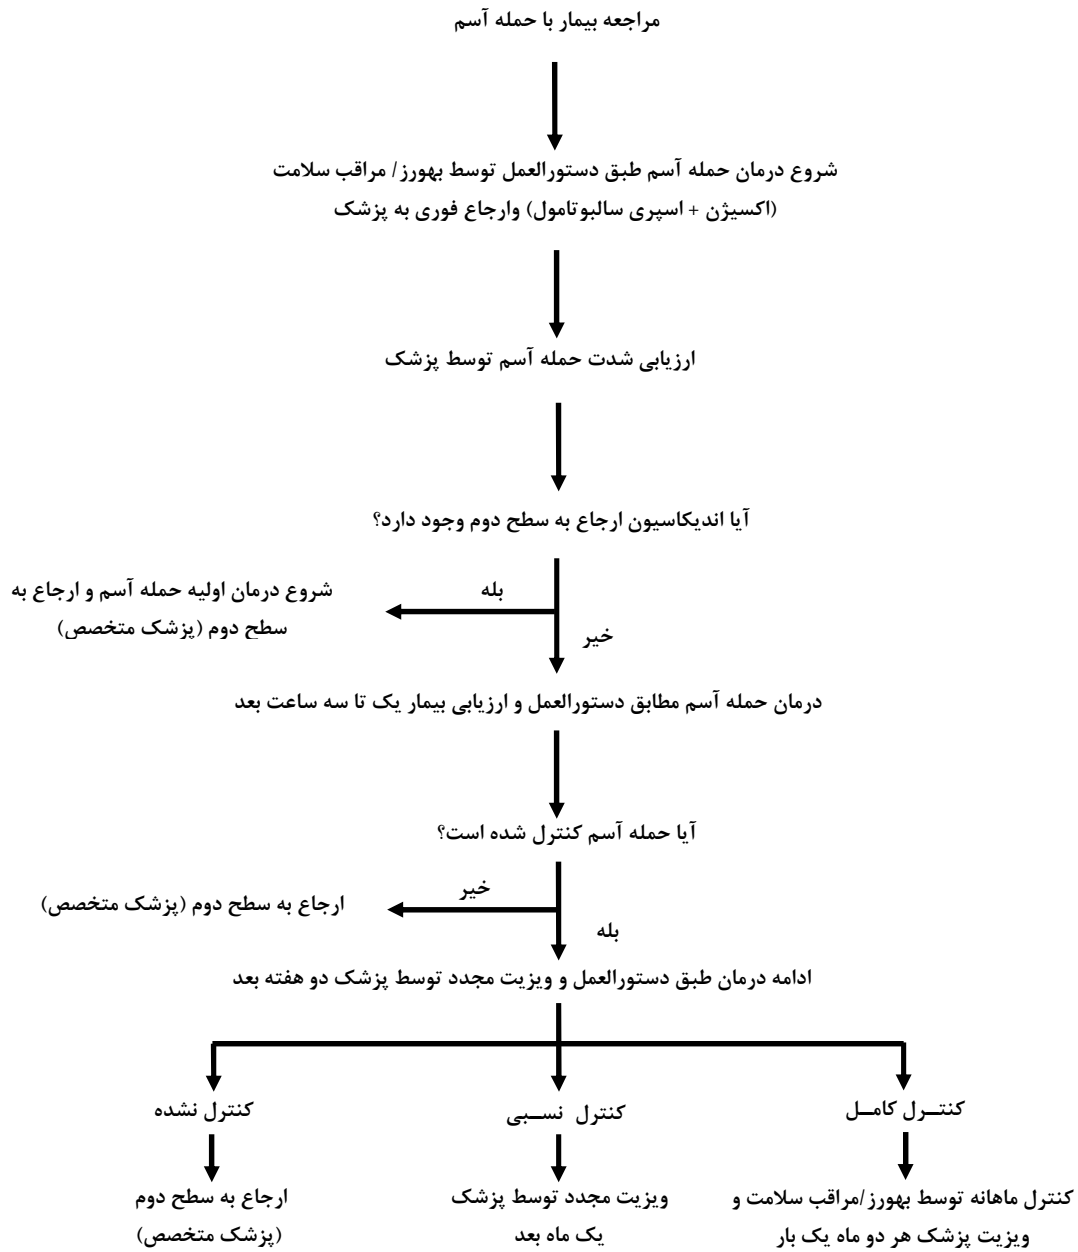 مراجعه بیمار با حمله آسم
شروع درمان حمله آسم طبق دستورالعمل توسط بهورز/ مراقب سلامت
(اکسیژن + اسپری سالبوتامول) وارجاع فوری به پزشک
ارزیابی شدت حمله آسم توسط پزشک
آیا اندیکاسیون ارجاع به سطح دوم وجود دارد؟
بله
شروع درمان اولیه حمله آسم و ارجاع به
سطح دوم (پزشک متخصص)
خیر
درمان حمله آسم مطابق دستورالعمل و ارزیابی بیمار یک تا سه ساعت بعد
آیا حمله آسم کنترل شده است؟
خیر
ارجاع به سطح دوم (پزشک متخصص)
بله
ادامه درمان طبق دستورالعمل و ویزیت مجدد توسط پزشک دو هفته بعد
کنتــرل کامــل
کنترل نســبی
کنترل نشده
کنترل ماهانه توسط بهورز/مراقب سلامت و
ویزیت پزشک هر دو ماه یک بار
ویزیت مجدد توسط پزشک
یک ماه بعد
ارجاع به سطح دوم
(پزشک متخصص)